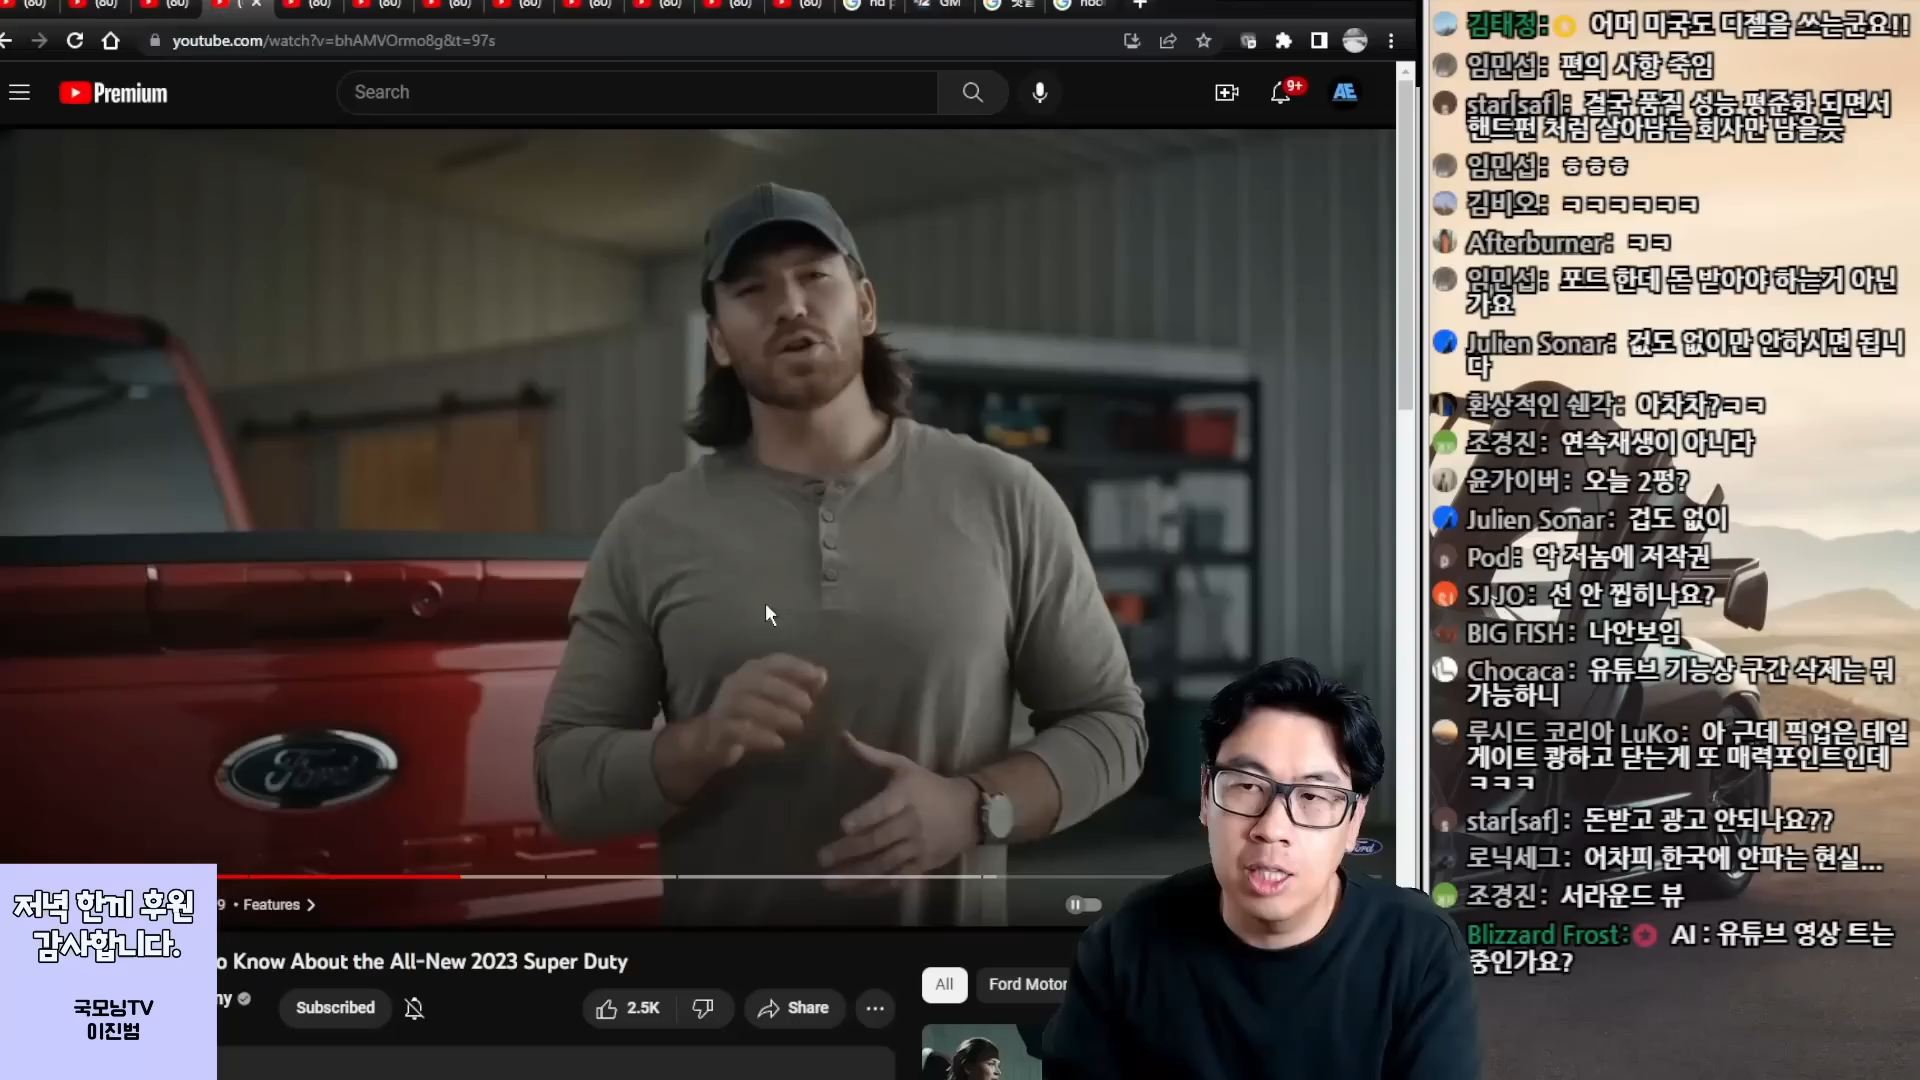 youtube.com/watch?v=bhAMVOrmo8g&t=97s
Premium
Search
9+
AE
Ford
9 • Features
o Know About the All-New 2023 Super Duty
ny
Subscribed
2.5K
Share
All
Ford Motor
저녁 한끼 후원
감사합니다.
국모닝TV
이진범
김태정: 어머 미국도 디젤을 쓰는군요!!
임민섭: 편의 사항 죽임
star[saf]: 결국 품질 성능 평준화 되면서
핸드펀 처럼 살아남는 회사만 남을듯
임민섭: ㅎㅎㅎ
김비오: ㅋㅋㅋㅋㅋㅋ
Afterburner: ㅋㅋ
임민섭: 포드 한데 돈 받아야 하는거 아닌
가요
Julien Sonar: 겂도 없이만 안하시면 됩니
다
환상적인 쉔각: 아차차?ㅋㅋ
조경진: 연속재생이 아니라
윤가이버: 오늘 2평?
Julien Sonar: 겁도 없이
Pod: 악 저놈에 저작권
SJJO: 선 안 찝히나요?
BIG FISH: 나안보임
Chocaca: 유튜브 기능상 구간 삭제는 뭐
가능하니
루시드 코리아 LuKo: 아 근데 픽업은 테일
게이트 쾅하고 닫는게 또 매력포인트인데
ㅋㅋㅋ
star[saf]: 돈받고 광고 안되나요??
로닉세그: 어차피 한국에 안파는 현실...
조경진: 서라운드 뷰
Blizzard Frost: AI : 유튜브 영상 트는
중인가요?